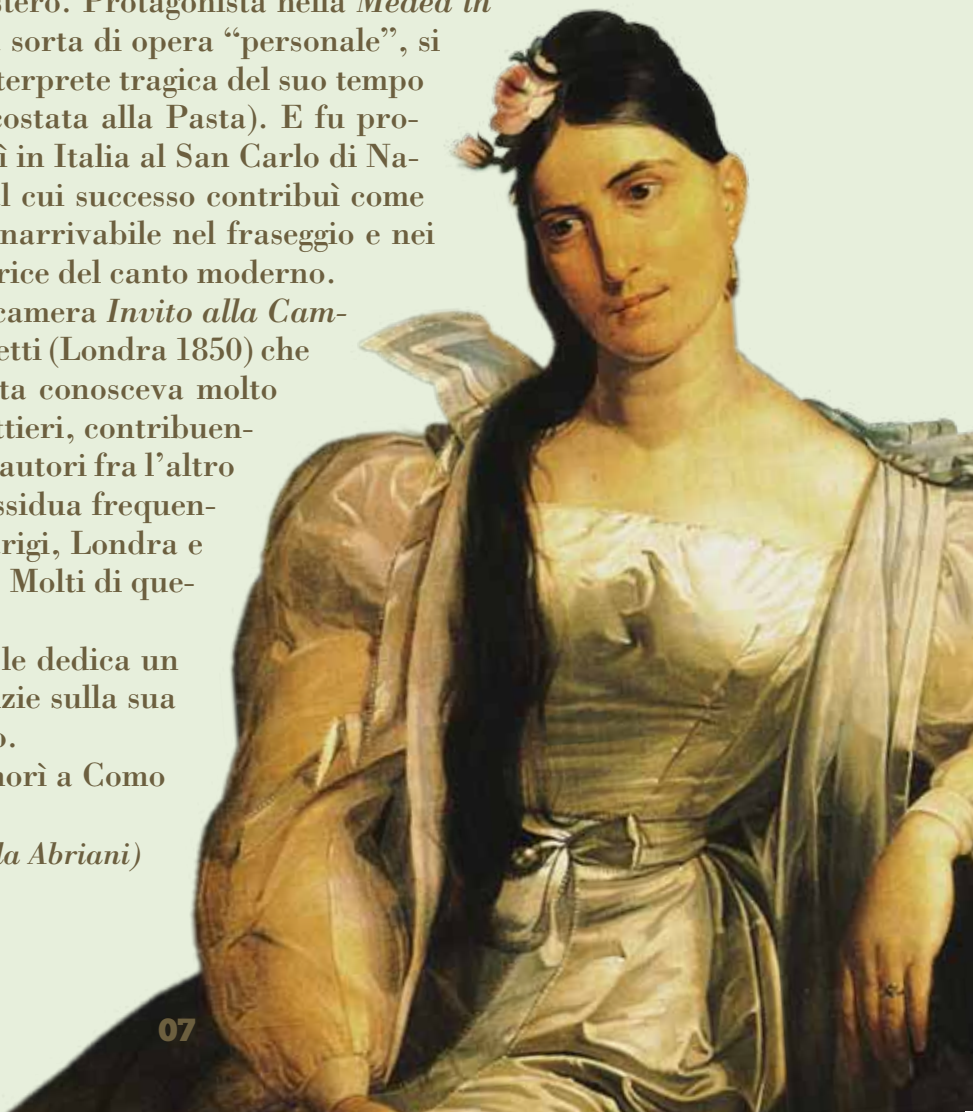 stero. Protagonista nella Medea in
sorta di opera “personale”, si
terprete tragica del suo tempo
costata alla Pasta). E fu pro-
ì in Italia al San Carlo di Na-
l cui successo contribuì come
narrivabile nel fraseggio e nei
rice del canto moderno.
camera Invito alla Cam-
etti (Londra 1850) che
ta conosceva molto
ttieri, contribuen-
autori fra l’altro
ssidua frequen-
rigi, Londra e
Molti di que-
le dedica un
zie sulla sua
o.
norì a Como
la Abriani)
07